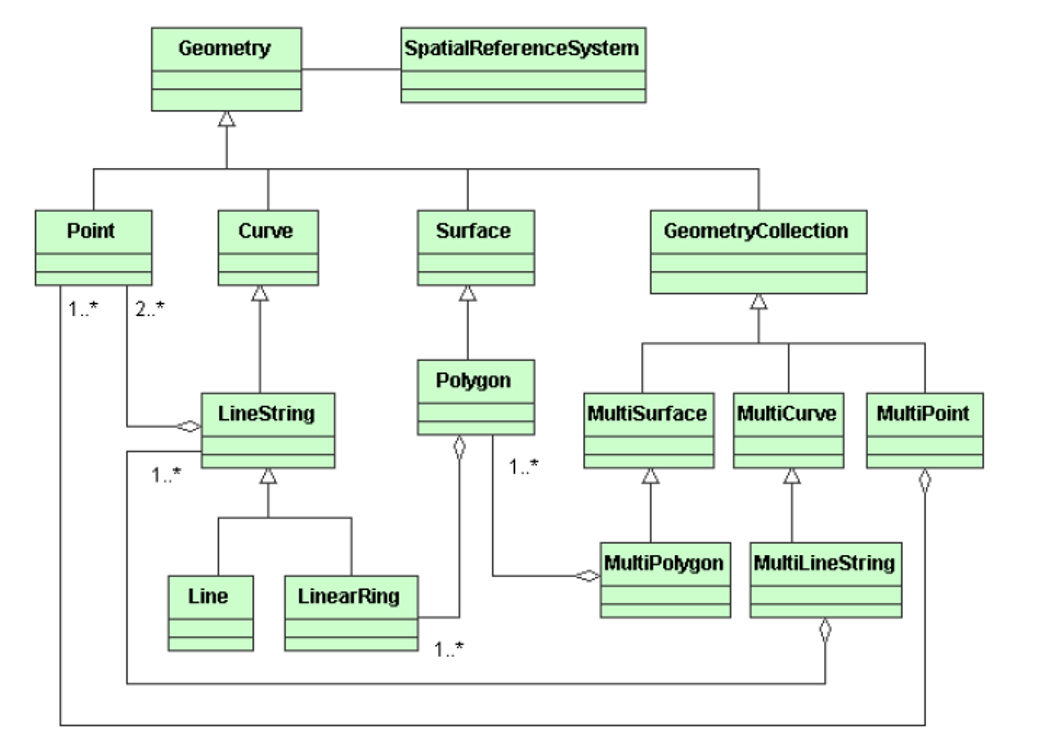 Geometry
SpatialReferenceSystem
Point
Curve
Surface
GeometryCollection
1..*
2..*
Polygon
LineString
MultiSurface
MultiCurve
MultiPoint
1..*
1..*
MultiPolygon
MultiLineString
Line
LinearRing
1..*